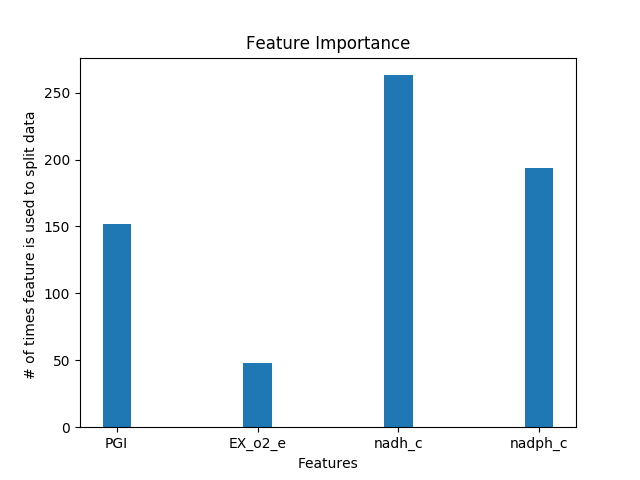 Feature Importance
# of times feature is used to split data
250
200
150
100
50
0
PGI EX_o2_e nadh_c nadph_c
Features